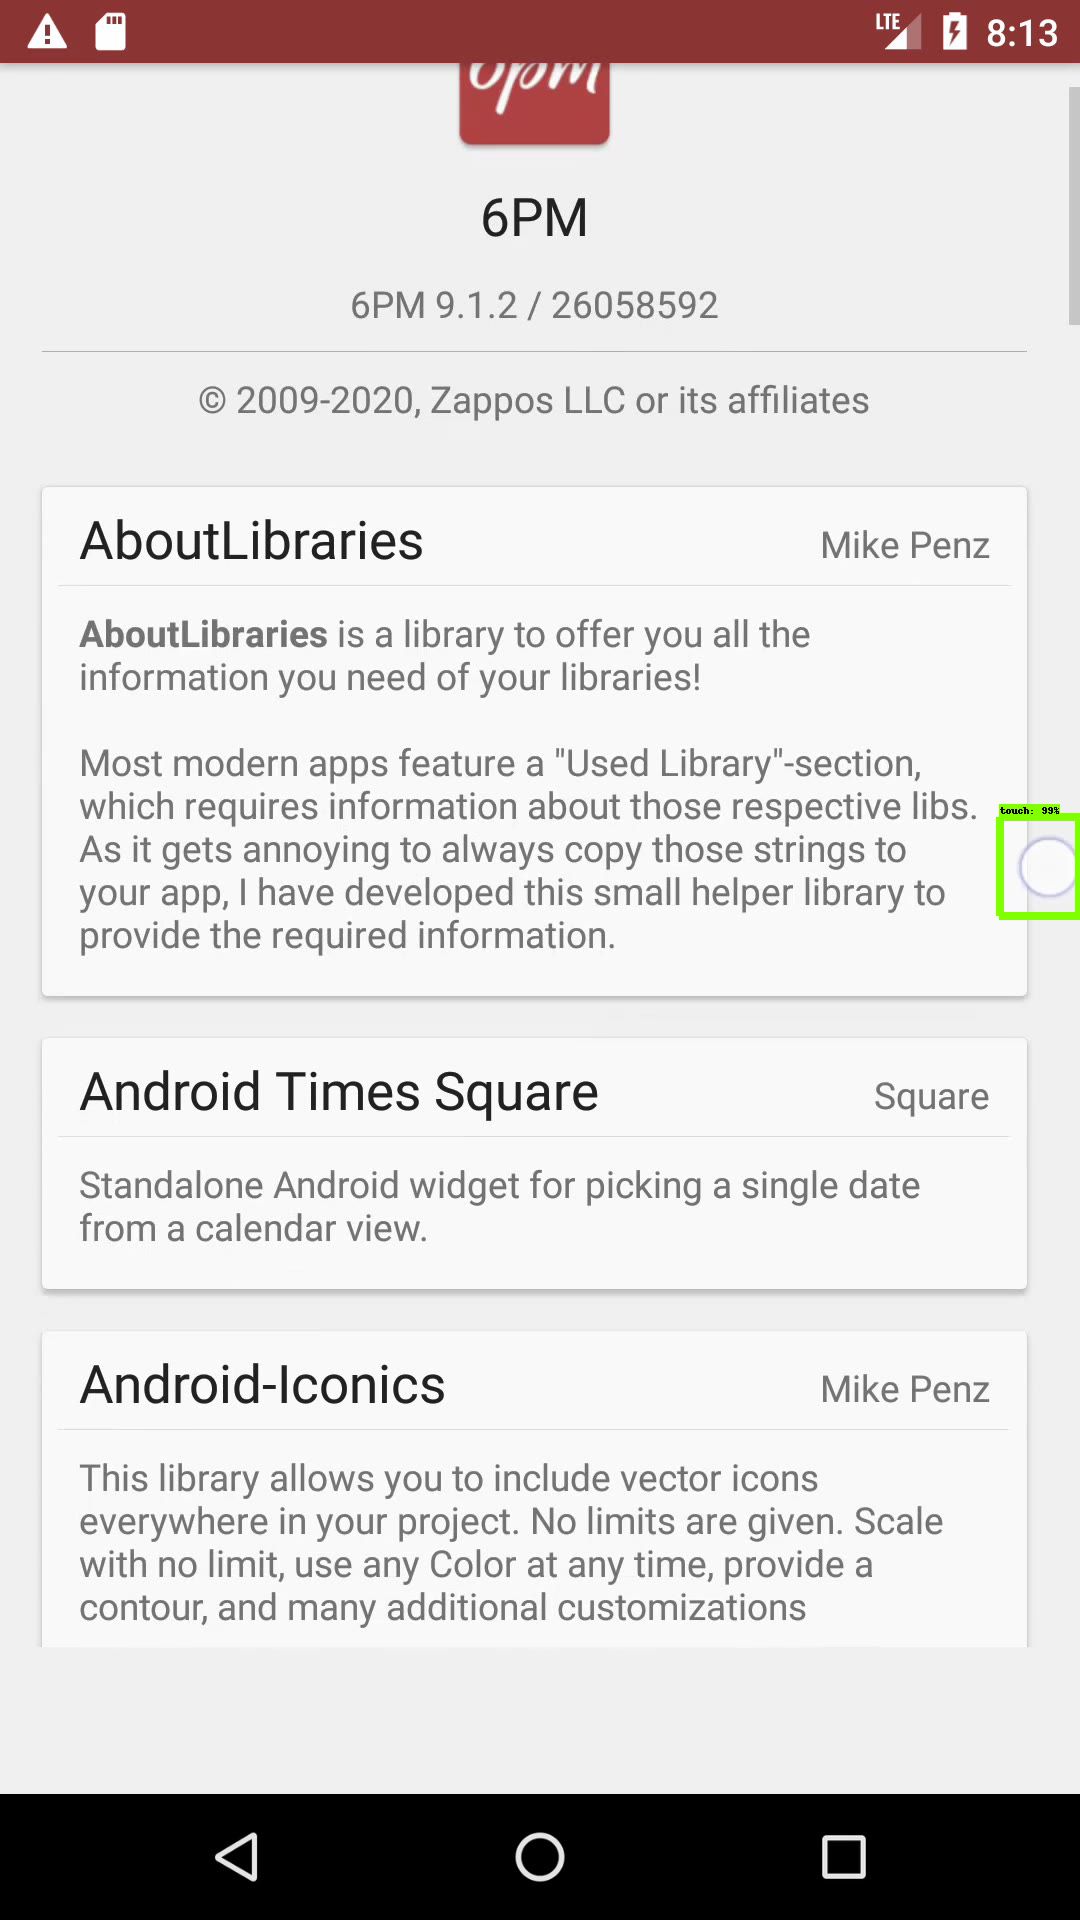 LTE 8:13
6pm
6PM
6PM 9.1.2 / 26058592
© 2009-2020, Zappos LLC or its affiliates
AboutLibraries Mike Penz
AboutLibraries is a library to offer you all the
information you need of your libraries!
Most modern apps feature a "Used Library"-section,
which requires information about those respective libs.
As it gets annoying to always copy those strings to
your app, I have developed this small helper library to
provide the required information.
touch: 99%
Android Times Square Square
Standalone Android widget for picking a single date
from a calendar view.
Android-Iconics Mike Penz
This library allows you to include vector icons
everywhere in your project. No limits are given. Scale
with no limit, use any Color at any time, provide a
contour, and many additional customizations